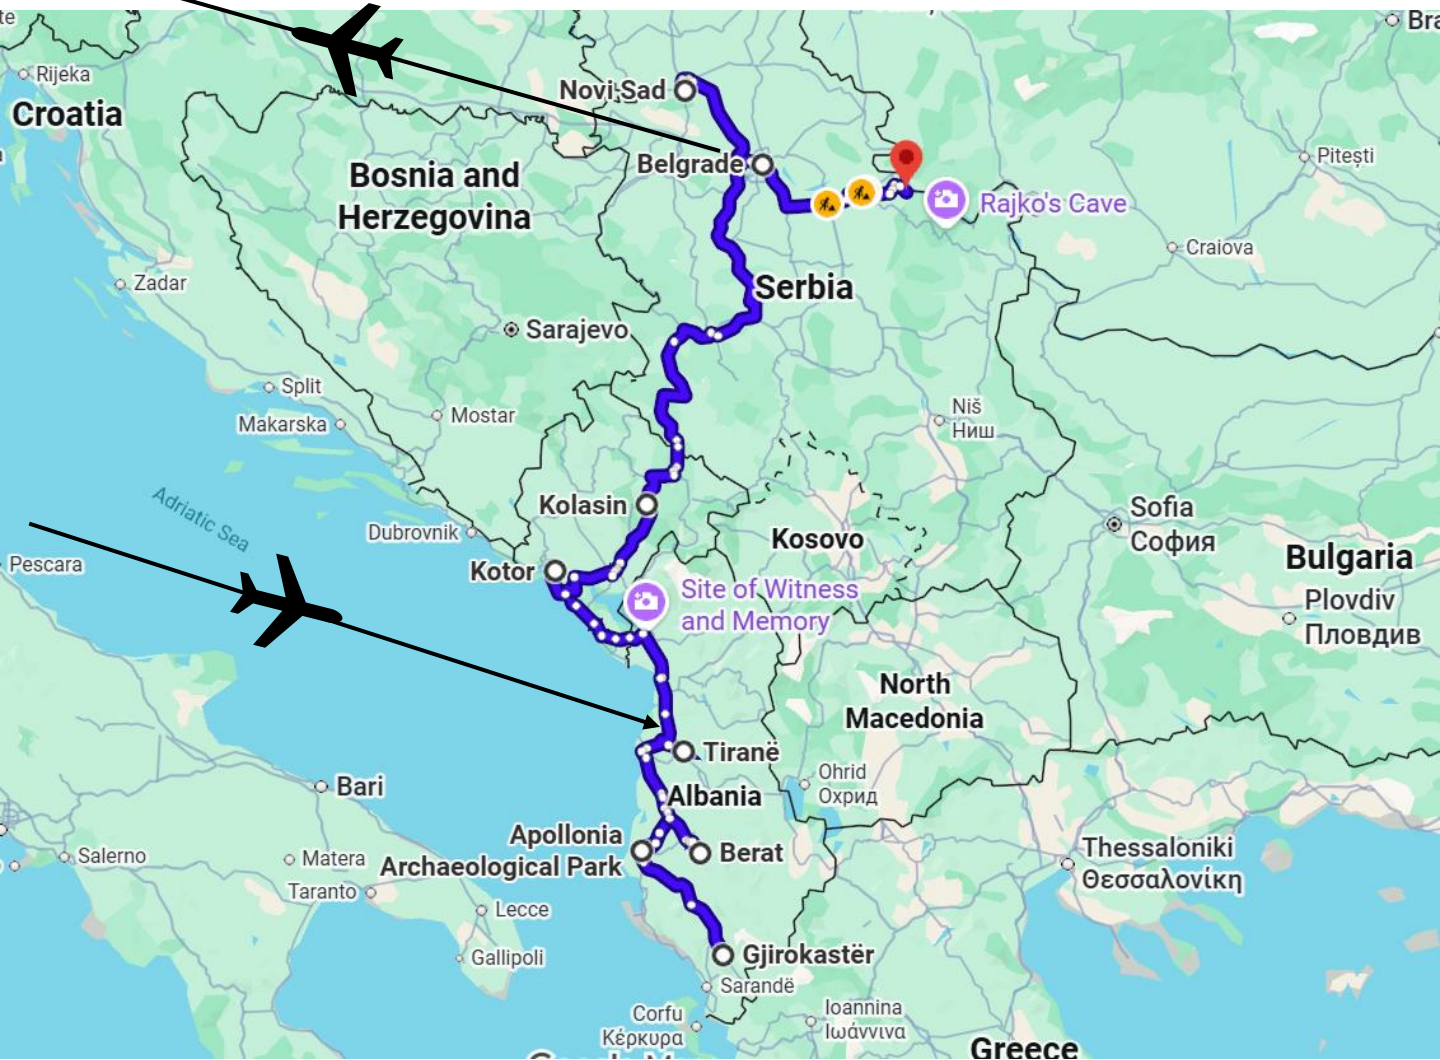 te
Bra
Rijeka
Croatia
Novi Sad
Bosnia and
Herzegovina
Belgrade
Pitești
Rajko's Cave
Craiova
Zadar
Serbia
Sarajevo
Split
Makarska
Mostar
Niš
Ниш
Adriatic Sea
Kolasin
Dubrovnik
Sofia
София
Kosovo
Bulgaria
Pescara
Kotor
Site of Witness
and Memory
Plovdiv
Пловдив
North
Macedonia
Tiranë
Ohrid
Охрид
Bari
Albania
Apollonia
Archaeological Park
Berat
Thessaloniki
Θεσσαλονίκη
Salerno
Matera
Taranto
Lecce
Gallipoli
Gjirokastër
Sarandë
Corfu
Κέρκυρα
Ioannina
Ιωάννινα
Greece